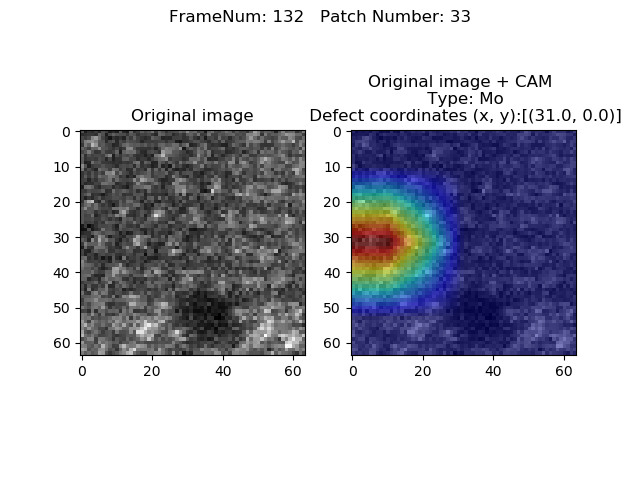 FrameNum: 132   Patch Number: 33
Original image
Original image + CAM
Type: Mo
Defect coordinates (x, y):[(31.0, 0.0)]
0
10
20
30
40
50
60
0 20 40 60
0
10
20
30
40
50
60
0 20 40 60